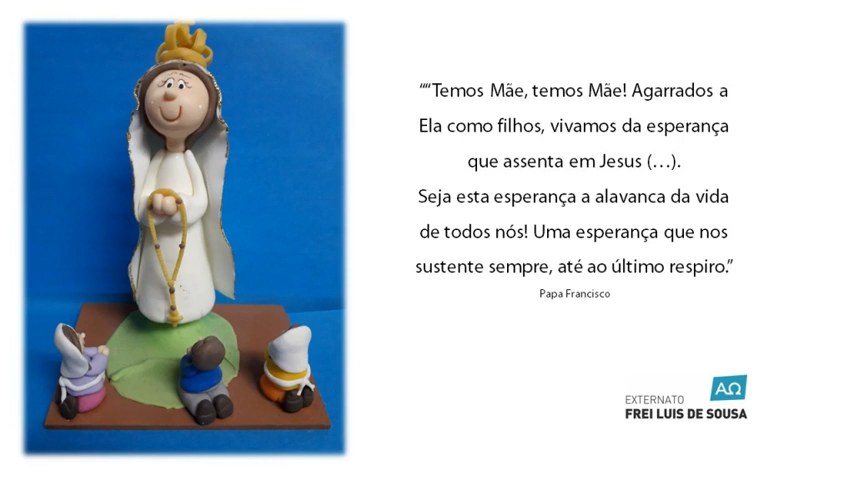 ““Temos Mãe, temos Mãe! Agarrados a
Ela como filhos, vivamos da esperança
que assenta em Jesus (…).
Seja esta esperança a alavanca da vida
de todos nós! Uma esperança que nos
sustente sempre, até ao último respiro.”
Papa Francisco
ΑΩ
EXTERNATO
FREI LUIS DE SOUSA